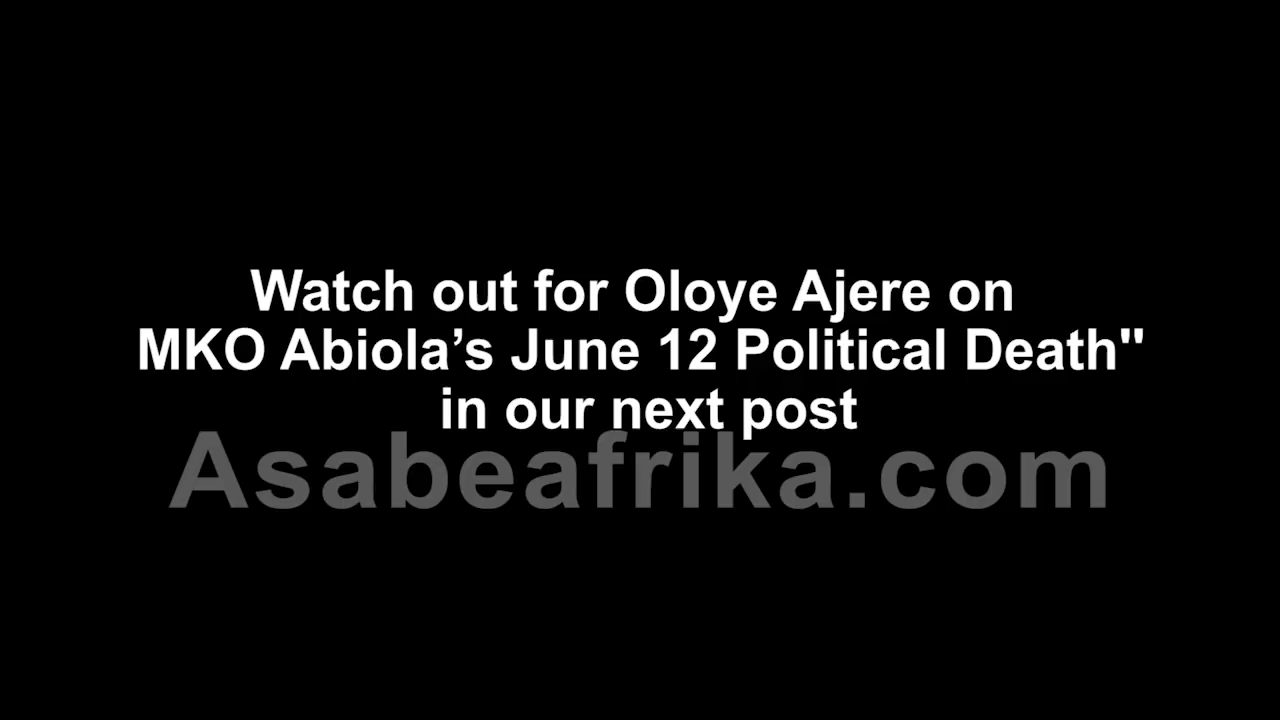 Watch out for Oloye Ajere on
MKO Abiola’s June 12 Political Death"
in our next post
Asabeafrika.com